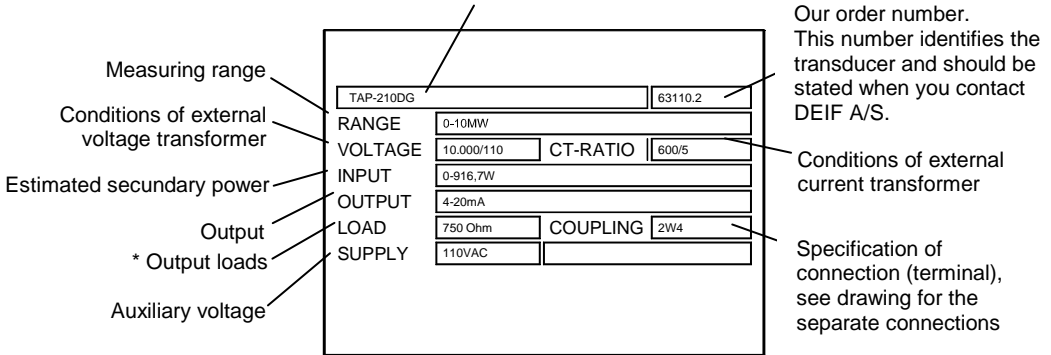 Our order number.
This number identifies the
transducer and should be
stated when you contact
DEIF A/S.
Measuring range
Conditions of external
voltage transformer
Estimated secundary power
Output
* Output loads
Auxiliary voltage
TAP-210DG 63110.2
RANGE 0-10MW
VOLTAGE 10.000/110 CT-RATIO 600/5
INPUT 0-916,7W
OUTPUT 4-20mA
LOAD 750 Ohm COUPLING 2W4
SUPPLY 110VAC
Conditions of external
current transformer
Specification of
connection (terminal),
see drawing for the
separate connections